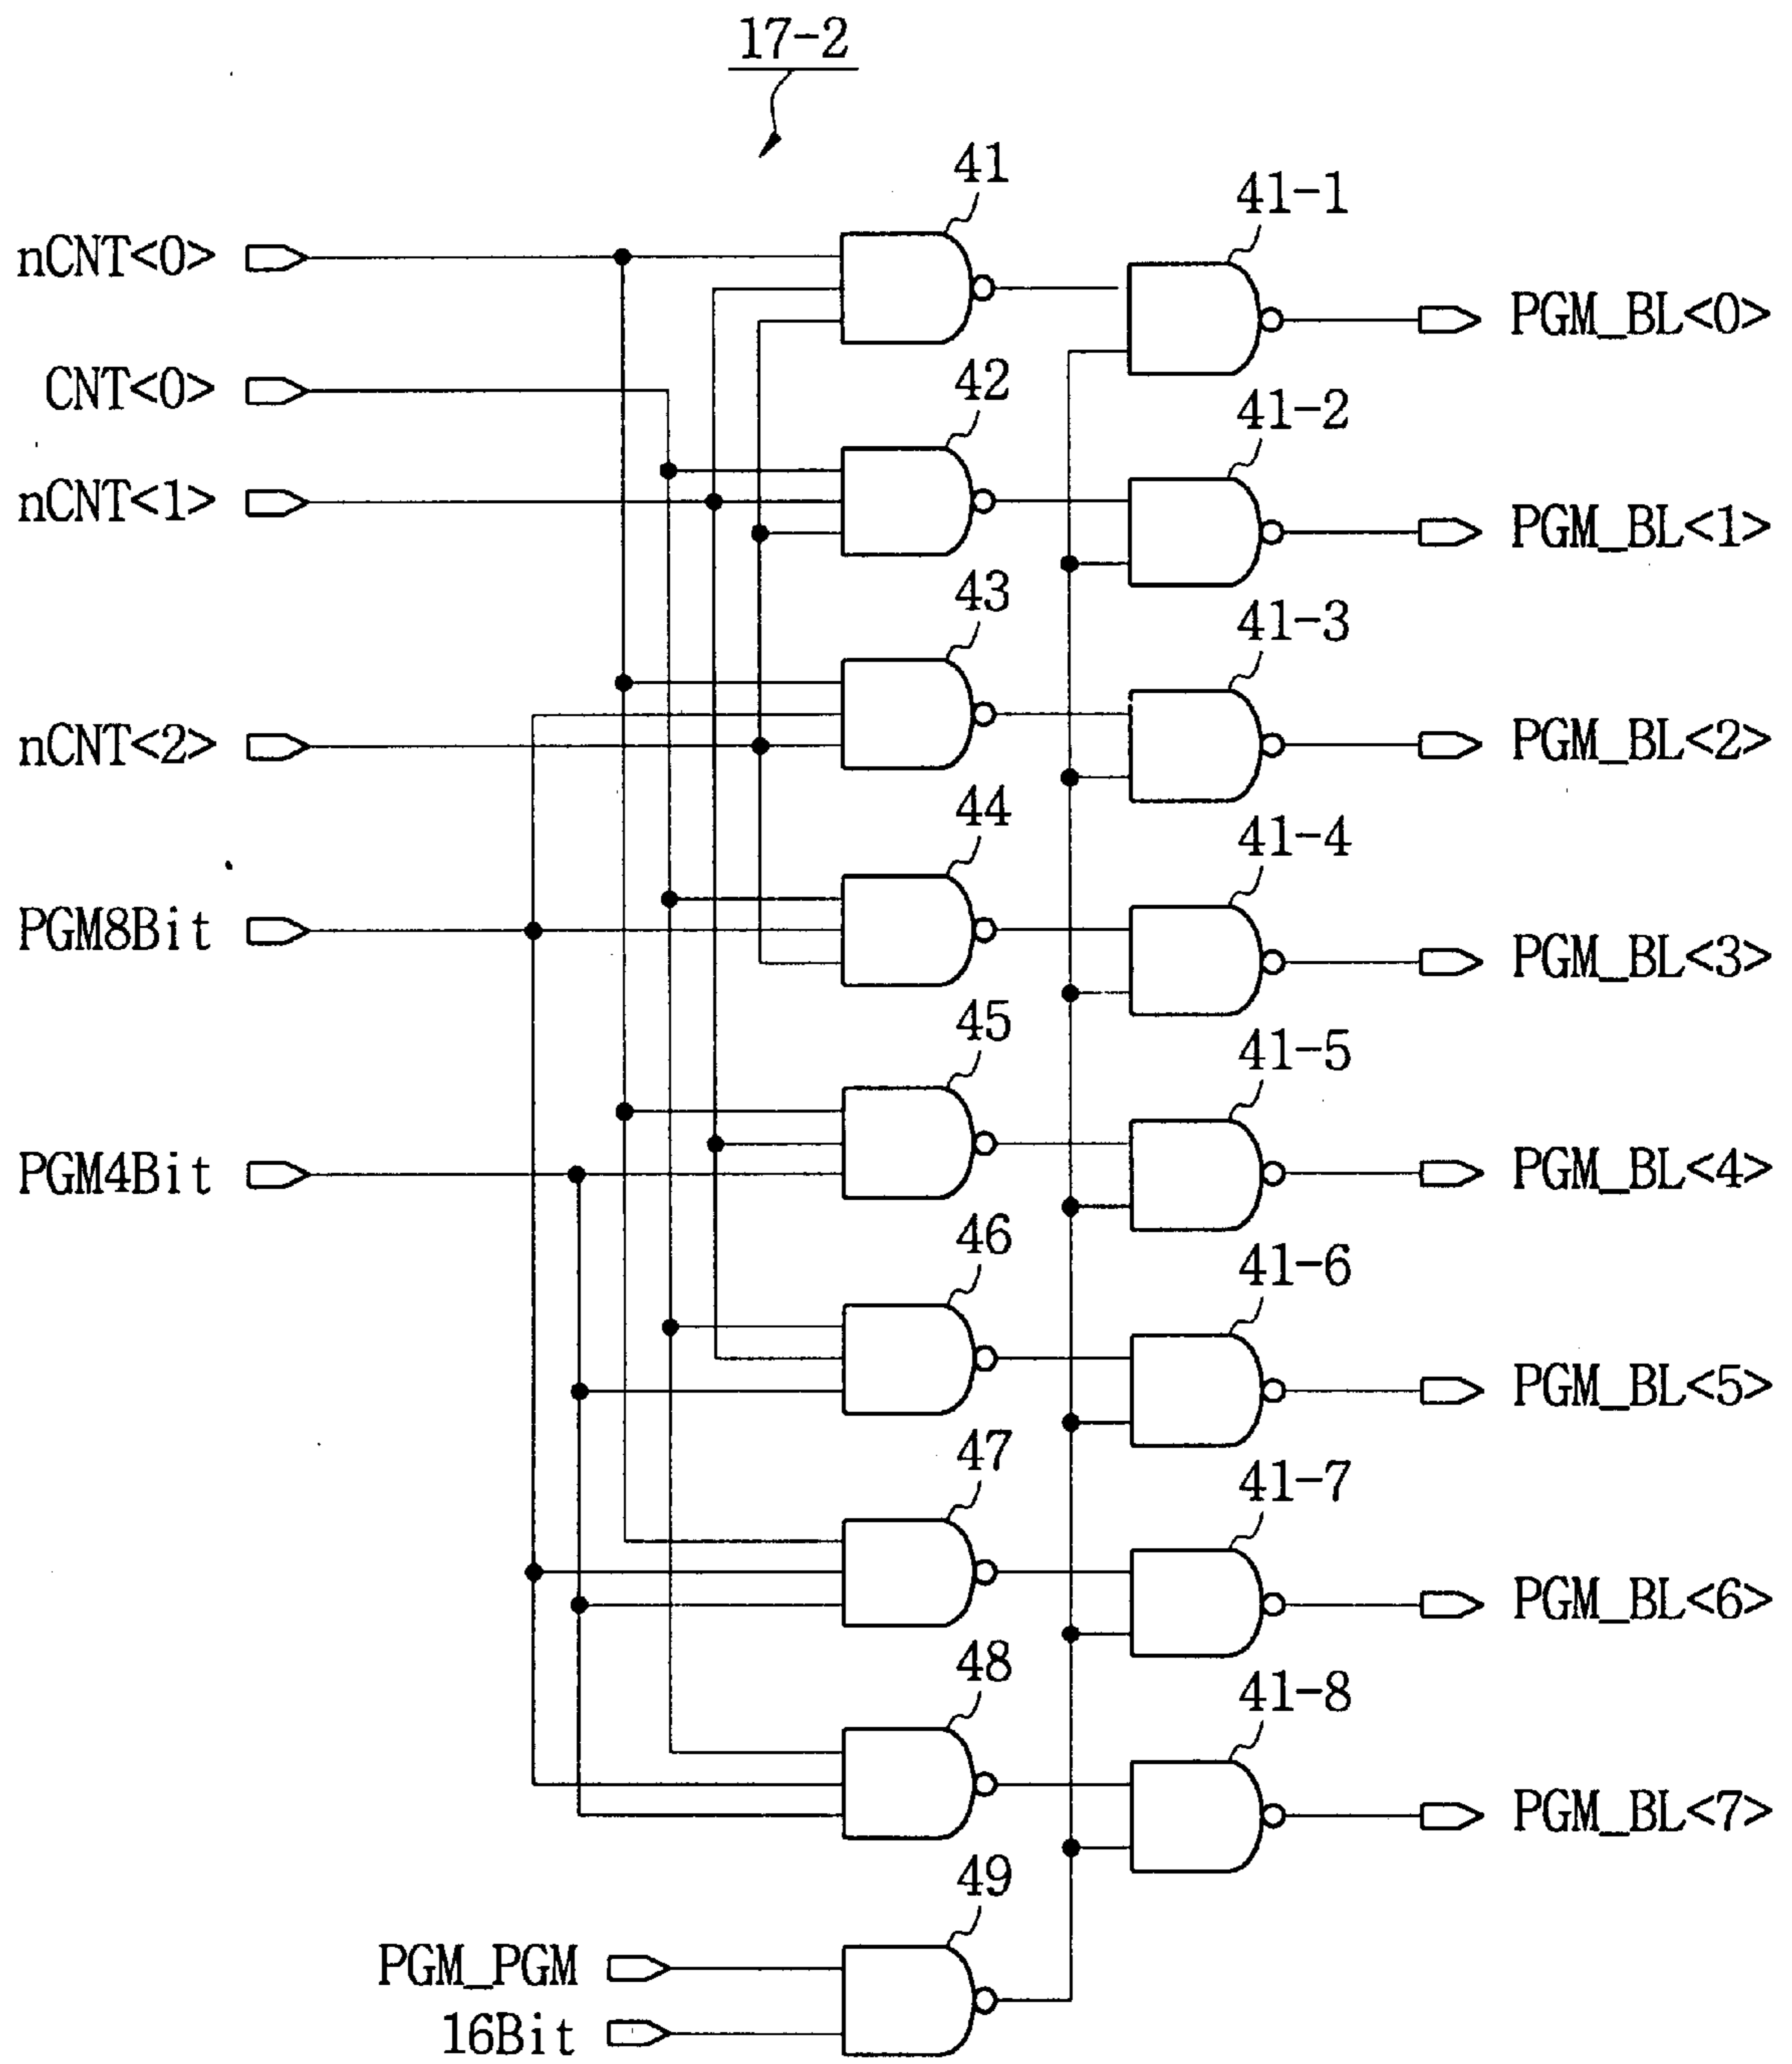 17-2
41
41-1
nCNT<0>
PGM_BL<0>
CNT<0>
42
41-2
nCNT<1>
PGM_BL<1>
43
41-3
nCNT<2>
PGM_BL<2>
44
41-4
PGM8Bit
PGM_BL<3>
45
41-5
PGM4Bit
PGM_BL<4>
46
41-6
PGM_BL<5>
47
41-7
PGM_BL<6>
48
41-8
PGM_BL<7>
49
PGM_PGM
16Bit